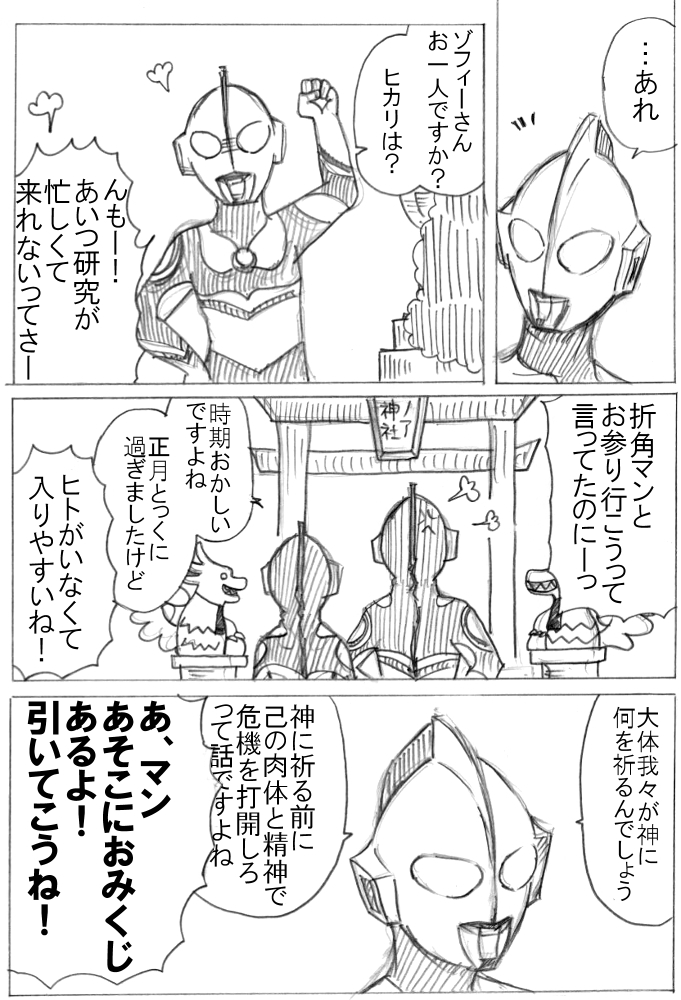 …あれ
ゾフィーさん
お一人ですか?
ヒカリは?
んもー!
あいつ研究が
忙しくて
来れないってさー
折角マンと
お参り行こうって
言ってたのにーっ
神社
時期おかしい
ですよね
正月とっくに
過ぎましたけど
ヒトがいなくて
入りやすいね!
大体我々が神に
何を祈るんでしょう
神に祈る前に
己の肉体と精神で
危機を打開しろ
って話ですよね
あ、マン
あそこにおみくじ
あるよ!
引いてこうね!